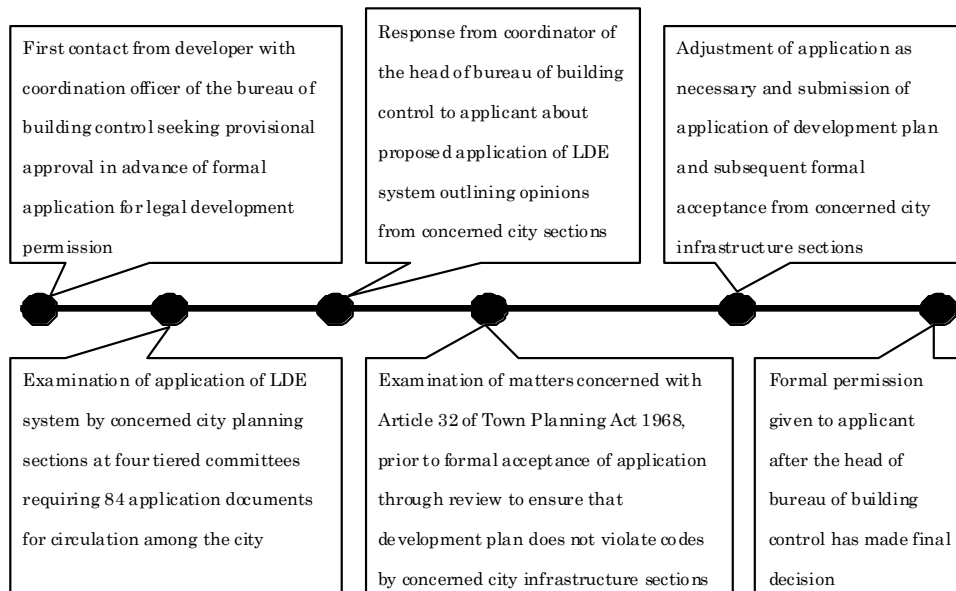 First contact from developer with
coordination officer of the bureau of
building control seeking provisional
approval in advance of formal
application for legal development
permission
Response from coordinator of
the head of bureau of building
control to applicant about
proposed application of LDE
system outlining opinions
from concerned city sections
Adjustment of application as
necessary and submission of
application of development plan
and subsequent formal
acceptance from concerned city
infrastructure sections
Examination of application of LDE
system by concerned city planning
sections at four tiered committees
requiring 84 application documents
for circulation among the city
Examination of matters concerned with
Article 32 of Town Planning Act 1968,
prior to formal acceptance of application
through review to ensure that
development plan does not violate codes
by concerned city infrastructure sections
Formal permission
given to applicant
after the head of
bureau of building
control has made final
decision